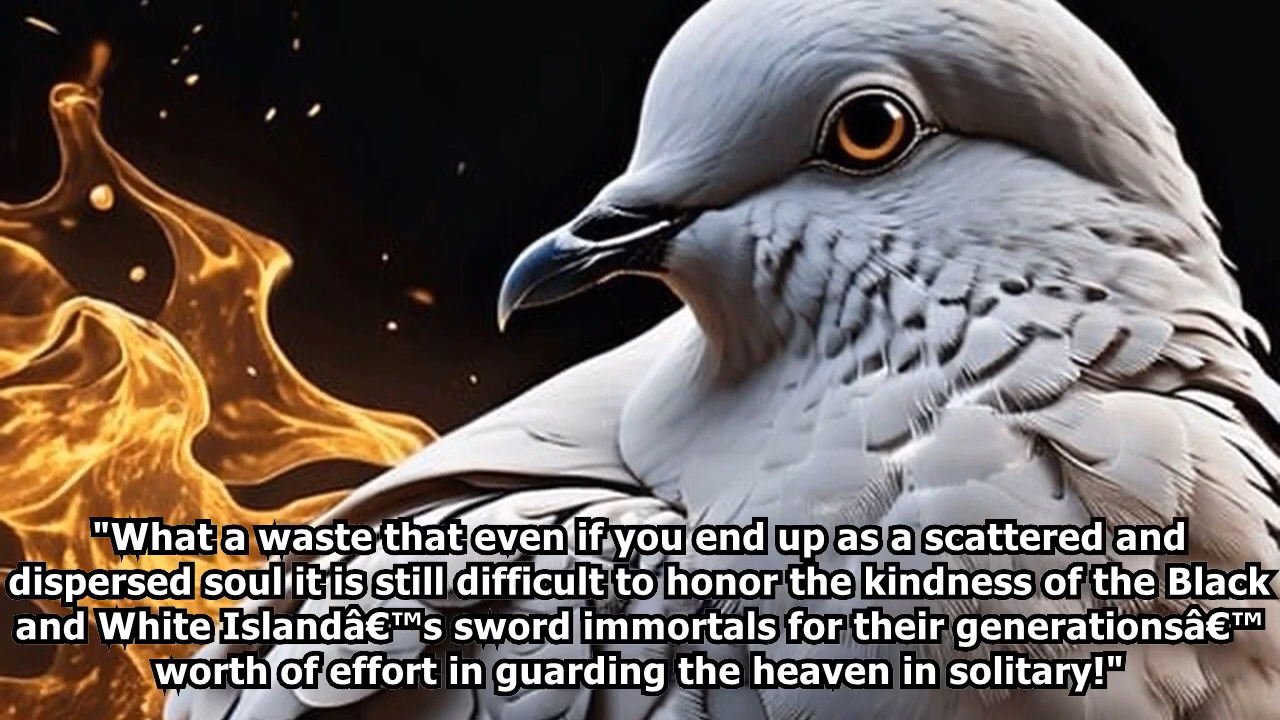 "What a waste that even if you end up as a scattered and
dispersed soul it is still difficult to honor the kindness of the Black
and White Islandâ€™s sword immortals for their generationsâ€™
worth of effort in guarding the heaven in solitary!"